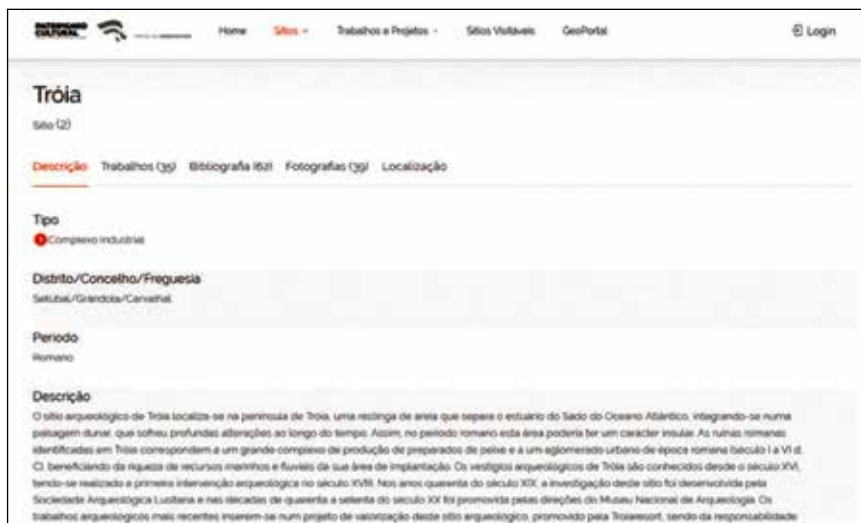 PATRIMÓNIO
CULTURAL
Home Sítios Trabalhos e Projetos Sítios Visitáveis GeoPortal Login
Tróia
Sítio (2)
Descrição Trabalhos (35) Bibliografia (62) Fotografias (39) Localização
Tipo
Complexo Industrial
Distrito/Concelho/Freguesia
Setúbal/Grândola/Carvalhal
Período
Romano
Descrição
O sítio arqueológico de Tróia localiza-se na península de Tróia, uma restinga de areia que separa o estuário do Sado do Oceano Atlântico, integrando-se numa
paisagem dunar, que sofreu profundas alterações ao longo do tempo. Assim, no período romano esta área poderia ter um carácter insular. As ruínas romanas
identificadas em Tróia correspondem a um grande complexo de produção de preparados de peixe e a um aglomerado urbano de época romana (século I a VI d.
C), beneficiando da riqueza de recursos marinhos e fluviais da sua área de implantação. Os vestígios arqueológicos de Tróia são conhecidos desde o século XVI,
tendo-se realizado a primeira intervenção arqueológica no século XVIII. Nos anos quarenta do século XIX, a investigação deste sítio foi desenvolvida pela
Sociedade Arqueológica Lusitana e nas décadas de quarenta a setenta do século XX foi promovida pelas direções do Museu Nacional de Arqueologia. Os
trabalhos arqueológicos mais recentes inserem-se num projeto de valorização deste sítio arqueológico, promovido pela Troiaresort, sendo da responsabilidade